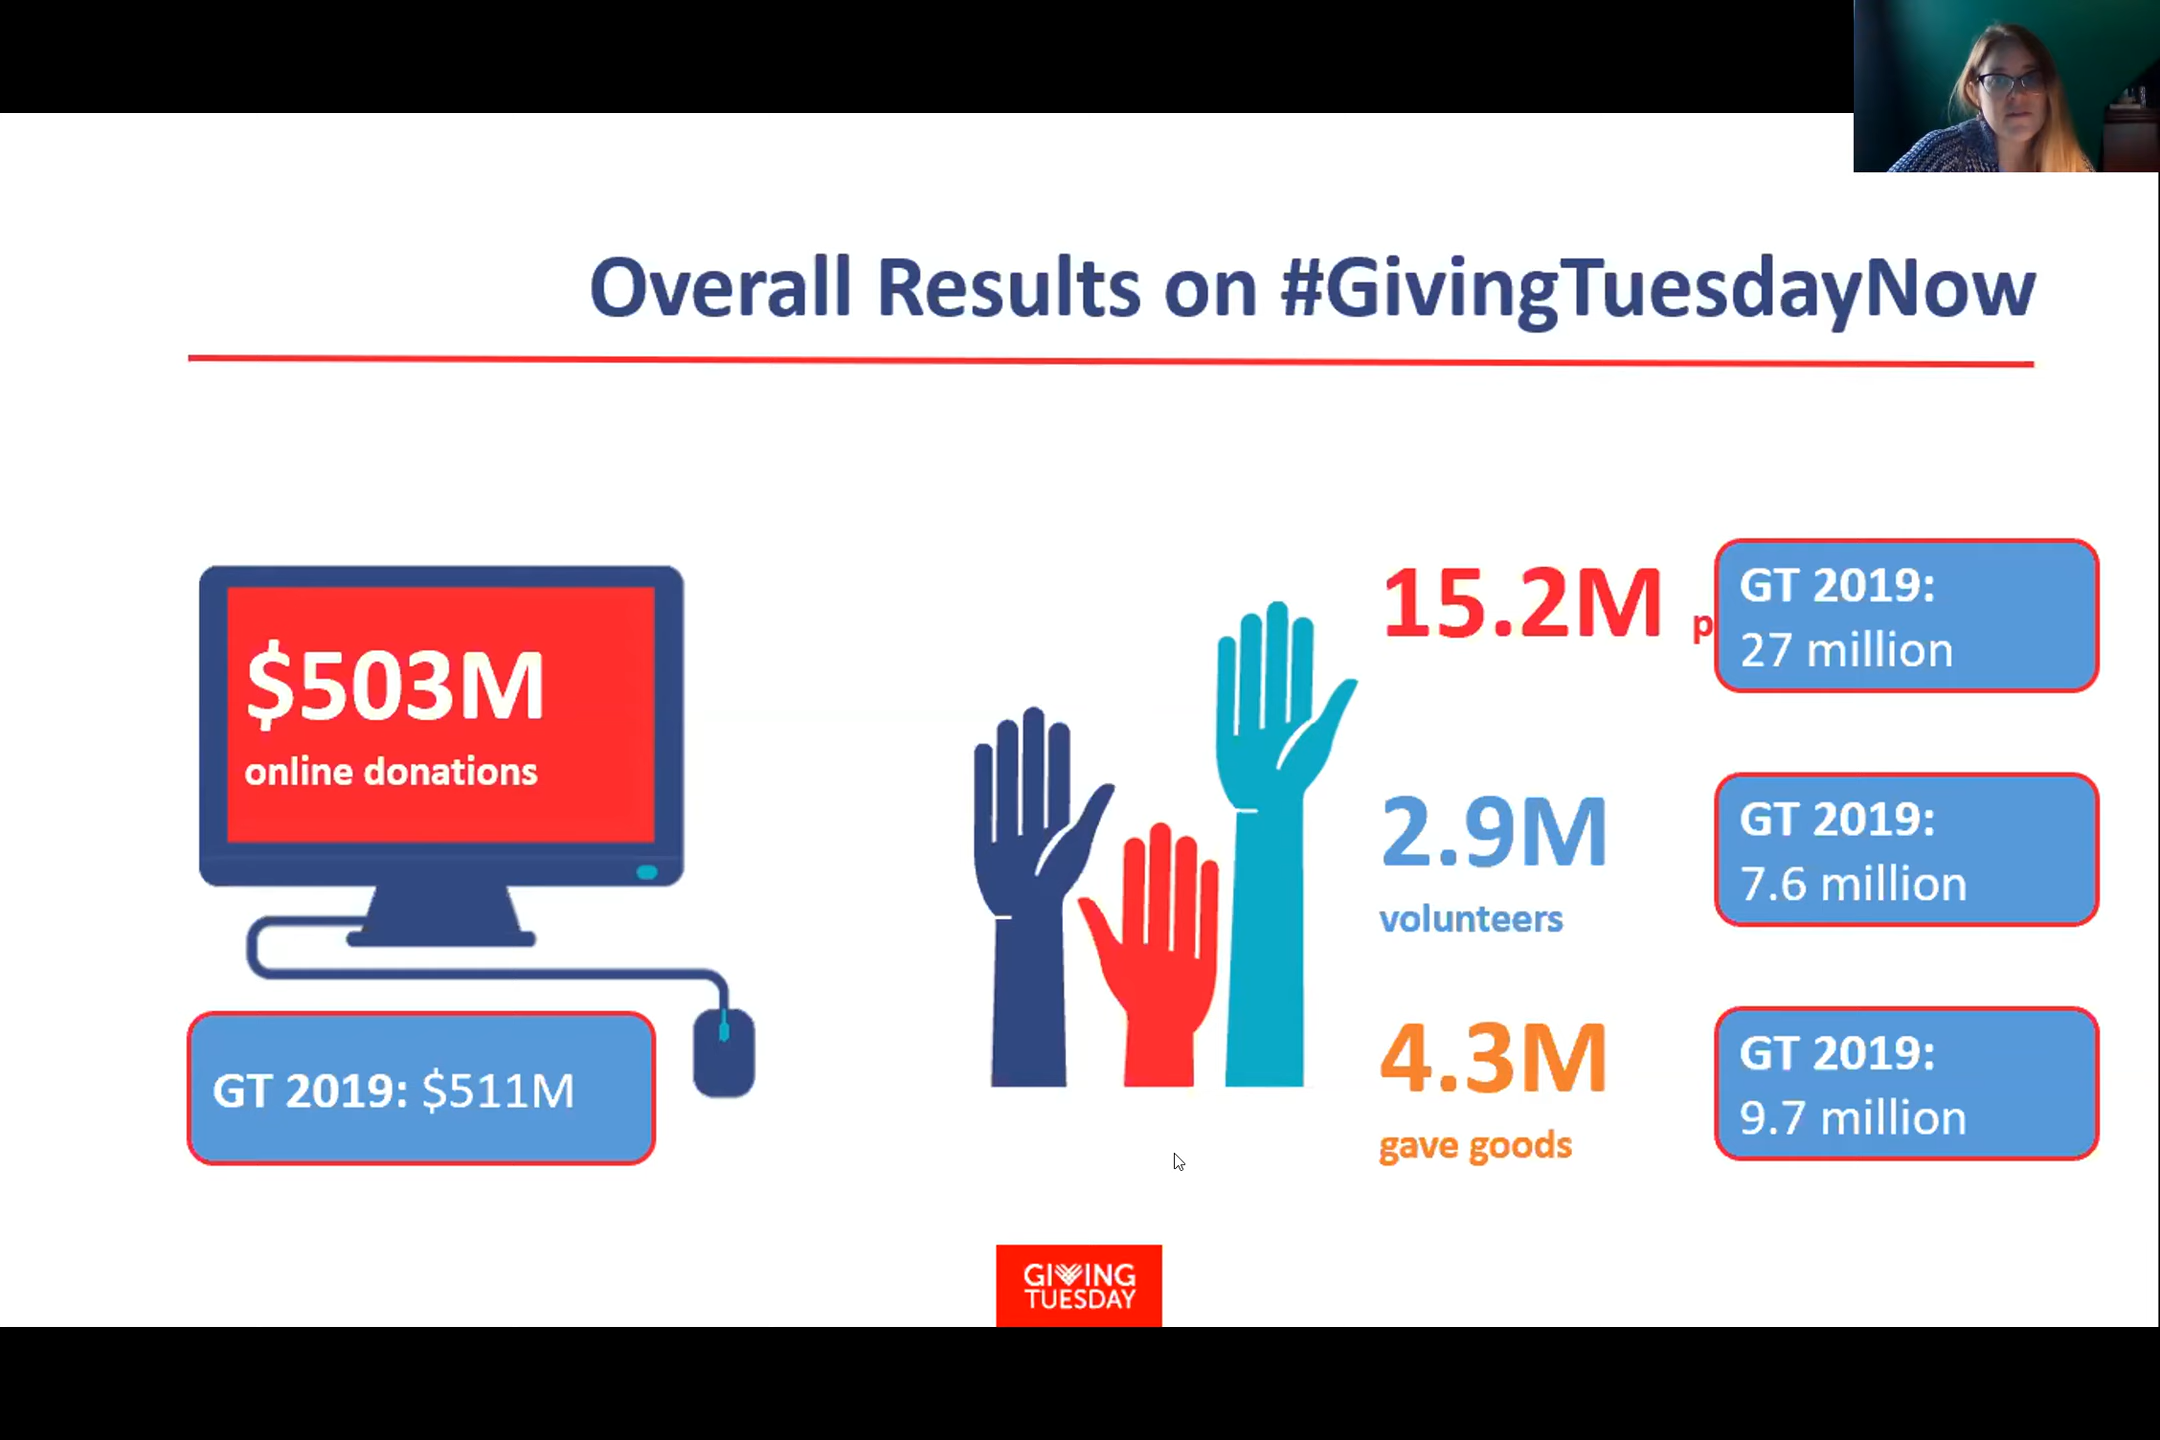 Overall Results on #GivingTuesdayNow
$503M
online donations
GT 2019: $511M
15.2M
GT 2019:
27 million
2.9M
volunteers
GT 2019:
7.6 million
4.3M
gave goods
GT 2019:
9.7 million
GIVING
TUESDAY